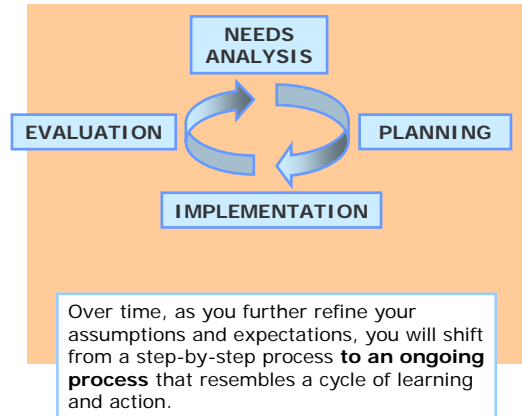 NEEDS
ANALYSIS
EVALUATION
PLANNING
IMPLEMENTATION
Over time, as you further refine your
assumptions and expectations, you will shift
from a step-by-step process to an ongoing
process that resembles a cycle of learning
and action.